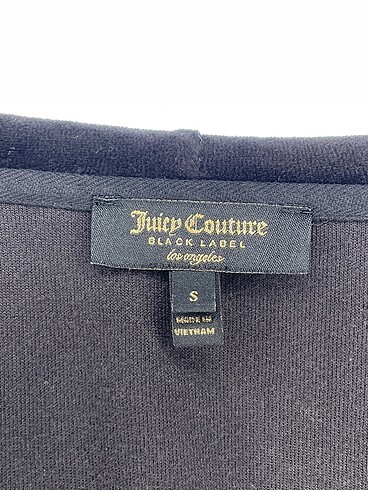 Juicy Couture
BLACK LABEL
los angeles
S
MADE IN
VIETNAM